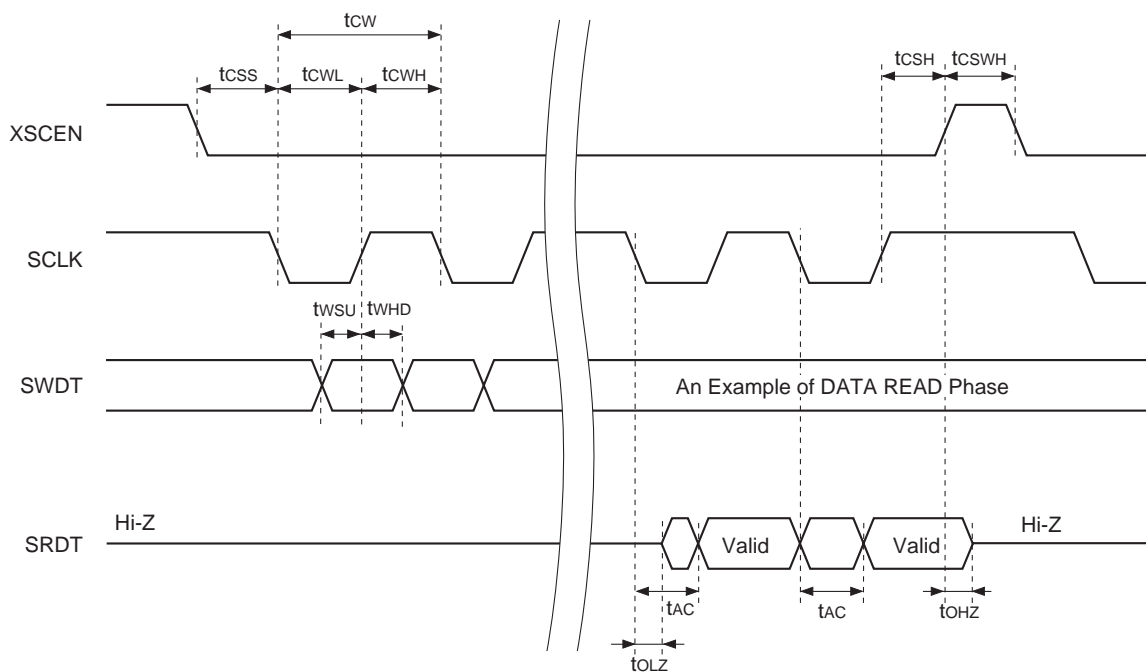 tCW
tCSS tCWL tCWH tCSH tCSWH
XSCEN
SCLK
tWSU tWHD
SWDT An Example of DATA READ Phase
Hi-Z Hi-Z
SRDT Valid Valid
tAC tAC tOHZ
tOLZ